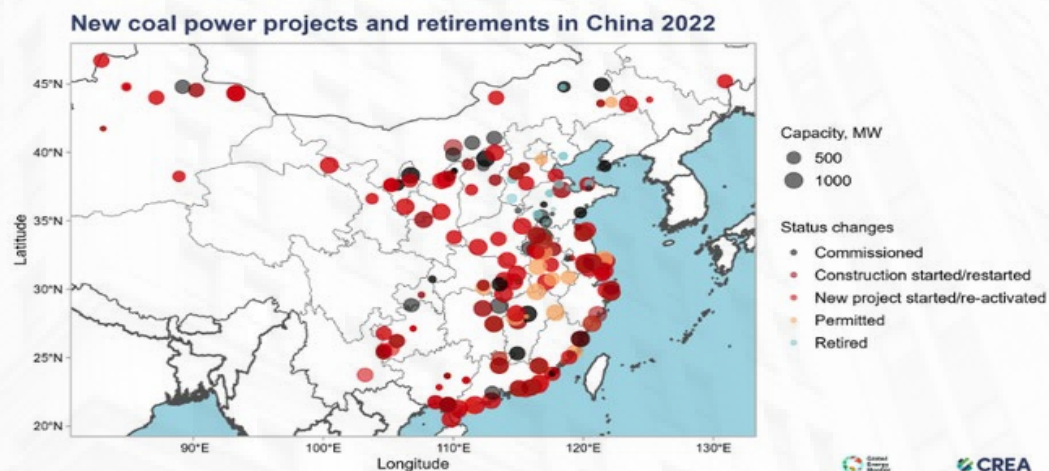 New coal power projects and retirements in China 2022
45°N
40°N
35°N
30°N
25°N
20°N
Latitude
90°E 100°E 110°E 120°E 130°E
Longitude
Capacity, MW
500
1000
Status changes
Commissioned
Construction started/restarted
New project started/re-activated
Permitted
Retired
Global
Energy
CREA